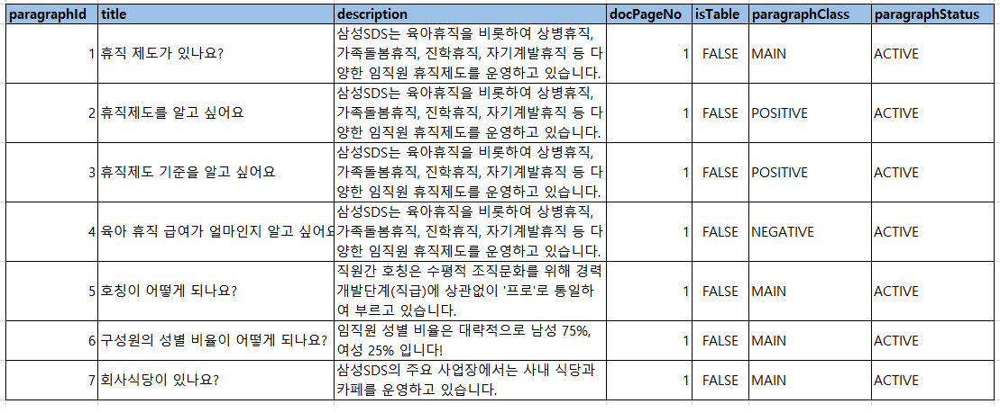 paragraphId title description docPageNo isTable paragraphClass paragraphStatus
1 휴직 제도가 있나요? 삼성SDS는 육아휴직을 비롯하여 상병휴직,
가족돌봄휴직, 진학휴직, 자기계발휴직 등 다
양한 임직원 휴직제도를 운영하고 있습니다. 1 FALSE MAIN ACTIVE
2 휴직제도를 알고 싶어요 삼성SDS는 육아휴직을 비롯하여 상병휴직,
가족돌봄휴직, 진학휴직, 자기계발휴직 등 다
양한 임직원 휴직제도를 운영하고 있습니다. 1 FALSE POSITIVE ACTIVE
3 휴직제도 기준을 알고 싶어요 삼성SDS는 육아휴직을 비롯하여 상병휴직,
가족돌봄휴직, 진학휴직, 자기계발휴직 등 다
양한 임직원 휴직제도를 운영하고 있습니다. 1 FALSE POSITIVE ACTIVE
4 육아 휴직 급여가 얼마인지 알고 싶어요 삼성SDS는 육아휴직을 비롯하여 상병휴직,
가족돌봄휴직, 진학휴직, 자기계발휴직 등 다
양한 임직원 휴직제도를 운영하고 있습니다. 1 FALSE NEGATIVE ACTIVE
5 호칭이 어떻게 되나요? 직원간 호칭은 수평적 조직문화를 위해 경력
개발단계(직급)에 상관없이 '프로'로 통일하
여 부르고 있습니다. 1 FALSE MAIN ACTIVE
6 구성원의 성별 비율이 어떻게 되나요? 임직원 성별 비율은 대략적으로 남성 75%,
여성 25% 입니다! 1 FALSE MAIN ACTIVE
7 회사식당이 있나요? 삼성SDS의 주요 사업장에서는 사내 식당과
카페를 운영하고 있습니다. 1 FALSE MAIN ACTIVE